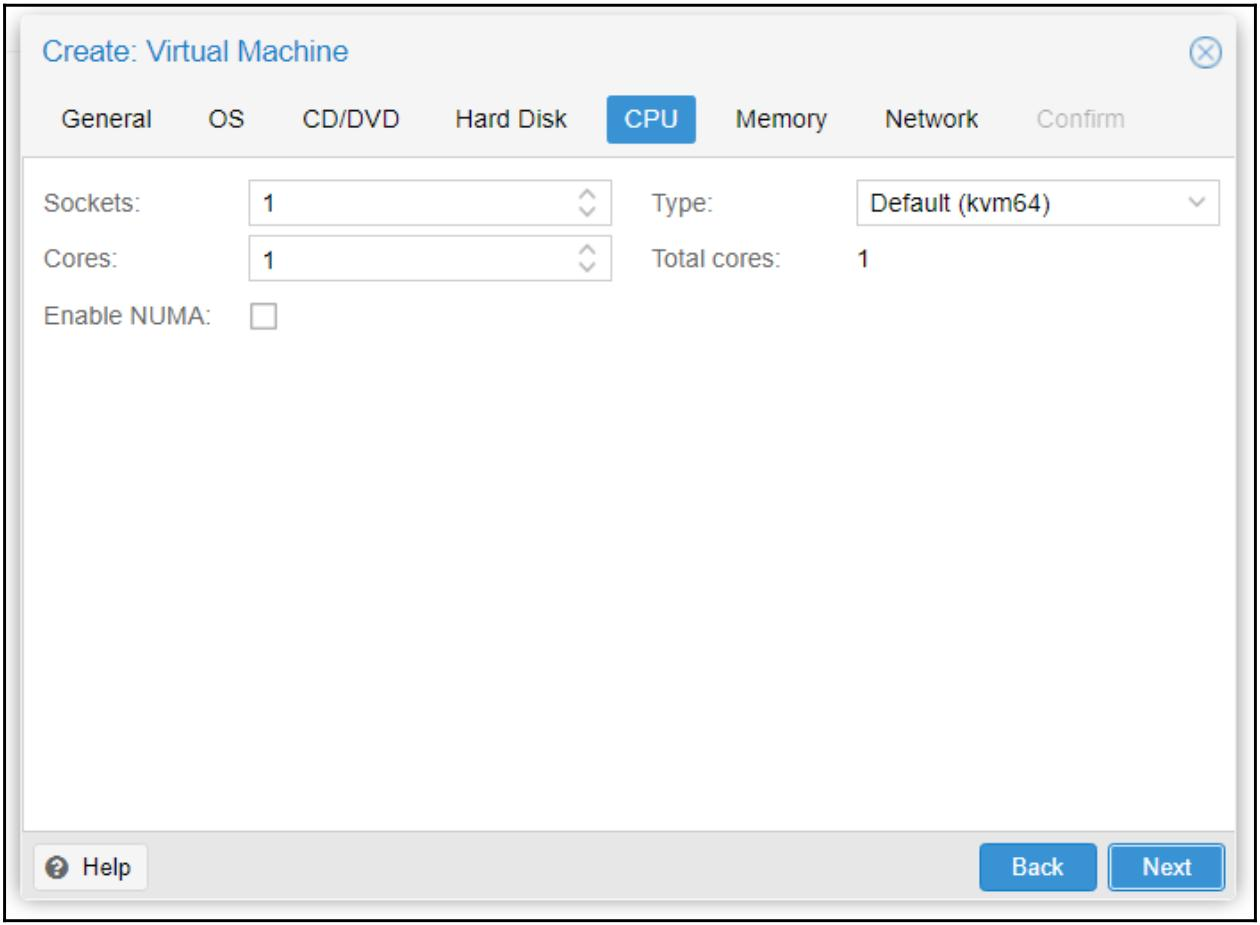 Create: Virtual Machine
General OS CD/DVD Hard Disk CPU Memory Network Confirm
Sockets: 1 Type: Default (kvm64)
Cores: 1 Total cores: 1
Enable NUMA:
Help Back Next